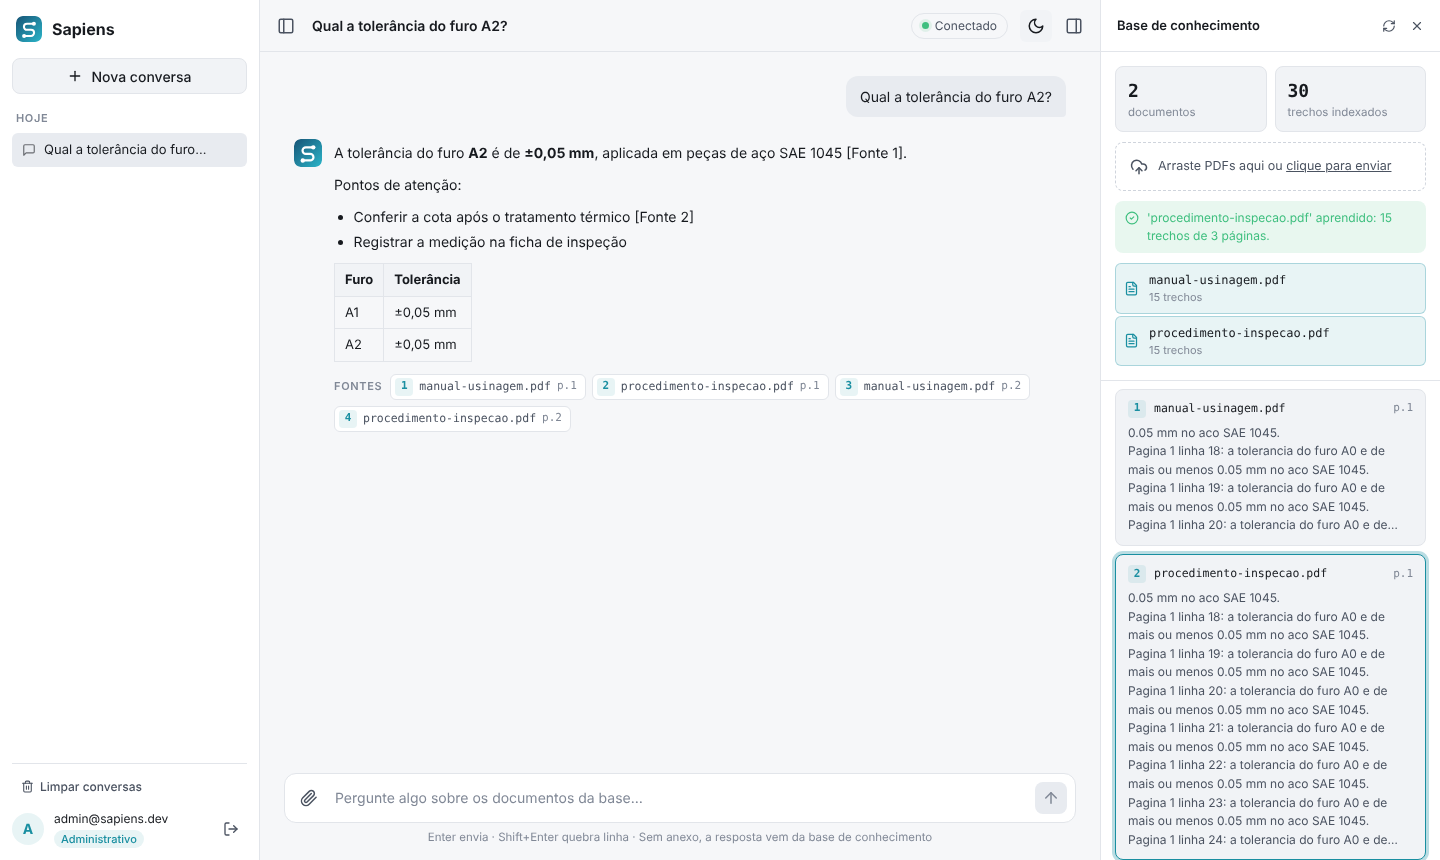 Sapiens
Nova conversa
HOJE
Qual a tolerância do furo...
Limpar conversas
A
admin@sapiens.dev
Administrativo
Qual a tolerância do furo A2?
Conectado
Qual a tolerância do furo A2?
A tolerância do furo A2 é de ±0,05 mm, aplicada em peças de aço SAE 1045 [Fonte 1].
Pontos de atenção:
• Conferir a cota após o tratamento térmico [Fonte 2]
• Registrar a medição na ficha de inspeção
Furo Tolerância
A1 ±0,05 mm
A2 ±0,05 mm
FONTES 1 manual-usinagem.pdf p.1 2 procedimento-inspecao.pdf p.1 3 manual-usinagem.pdf p.2
4 procedimento-inspecao.pdf p.2
Pergunte algo sobre os documentos da base...
Enter envia · Shift+Enter quebra linha · Sem anexo, a resposta vem da base de conhecimento
Base de conhecimento
2
documentos
30
trechos indexados
Arraste PDFs aqui ou clique para enviar
'procedimento-inspecao.pdf' aprendido: 15
trechos de 3 páginas.
manual-usinagem.pdf
15 trechos
procedimento-inspecao.pdf
15 trechos
1 manual-usinagem.pdf p.1
0.05 mm no aco SAE 1045.
Pagina 1 linha 18: a tolerancia do furo A0 e de
mais ou menos 0.05 mm no aco SAE 1045.
Pagina 1 linha 19: a tolerancia do furo A0 e de
mais ou menos 0.05 mm no aco SAE 1045.
Pagina 1 linha 20: a tolerancia do furo A0 e de...
2 procedimento-inspecao.pdf p.1
0.05 mm no aco SAE 1045.
Pagina 1 linha 18: a tolerancia do furo A0 e de
mais ou menos 0.05 mm no aco SAE 1045.
Pagina 1 linha 19: a tolerancia do furo A0 e de
mais ou menos 0.05 mm no aco SAE 1045.
Pagina 1 linha 20: a tolerancia do furo A0 e de
mais ou menos 0.05 mm no aco SAE 1045.
Pagina 1 linha 21: a tolerancia do furo A0 e de
mais ou menos 0.05 mm no aco SAE 1045.
Pagina 1 linha 22: a tolerancia do furo A0 e de
mais ou menos 0.05 mm no aco SAE 1045.
Pagina 1 linha 23: a tolerancia do furo A0 e de
mais ou menos 0.05 mm no aco SAE 1045.
Pagina 1 linha 24: a tolerancia do furo A0 e de...